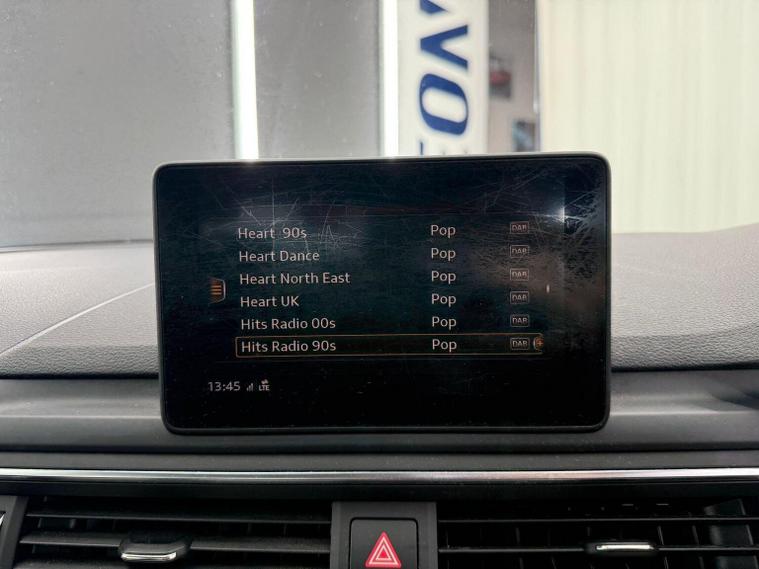 Heart 90s Pop DAB
Heart Dance Pop DAB
Heart North East Pop DAB
Heart UK Pop DAB
Hits Radio 00s Pop DAB
Hits Radio 90s Pop DAB
13:45 LTE